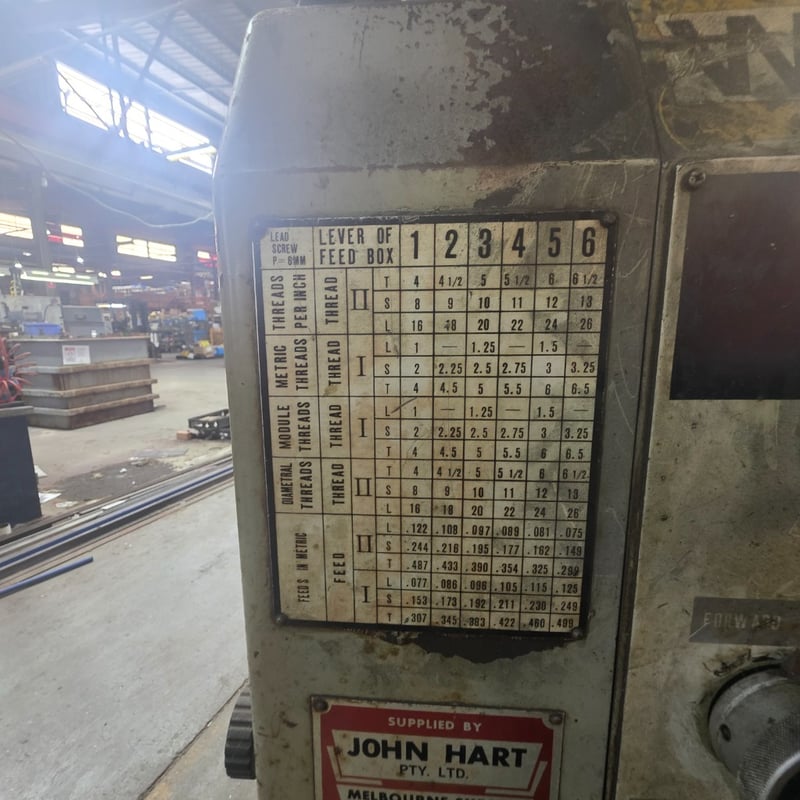 LEAD SCREW P= 6MM LEVER OF FEED BOX 1 2 3 4 5 6
THREADS PER INCH THREAD II T 4 4 1/2 5 5 1/2 6 6 1/2
S 8 9 10 11 12 13
L 16 18 20 22 24 26
METRIC THREADS THREAD I L 1 — 1.25 — 1.5 —
S 2 2.25 2.5 2.75 3 3.25
T 4 4.5 5 5.5 6 6.5
MODULE THREADS THREAD I L 1 — 1.25 — 1.5 —
S 2 2.25 2.5 2.75 3 3.25
T 4 4.5 5 5.5 6 6.5
DIAMETRAL THREADS THREAD II T 4 4 1/2 5 5 1/2 6 6 1/2
S 8 9 10 11 12 13
L 16 18 20 22 24 26
FEEDS IN METRIC FEED II L .122 .108 .097 .089 .081 .075
S .244 .216 .195 .177 .162 .149
T .487 .433 .390 .354 .325 .299
I L .077 .086 .096 .105 .115 .125
S .153 .173 .192 .211 .230 .249
T .307 .345 .383 .422 .460 .498
FORWARD
SUPPLIED BY
JOHN HART
PTY. LTD.
MELBOURNE